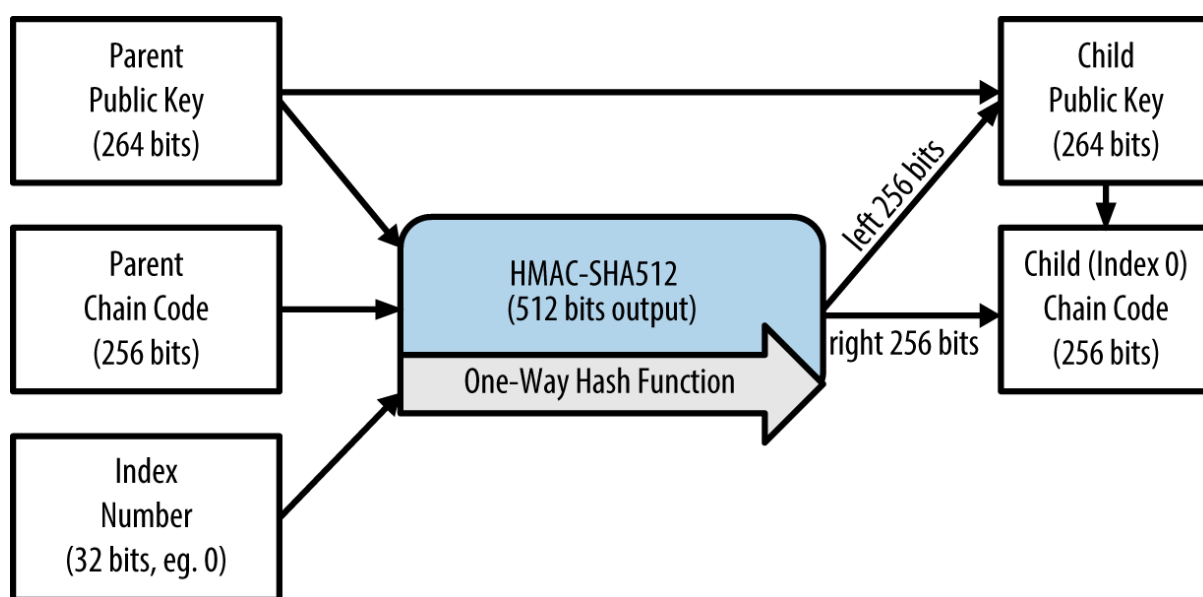 Parent
Public Key
(264 bits)
Parent
Chain Code
(256 bits)
Index
Number
(32 bits, eg. 0)
HMAC-SHA512
(512 bits output)
One-Way Hash Function
left 256 bits
right 256 bits
Child
Public Key
(264 bits)
Child (Index 0)
Chain Code
(256 bits)